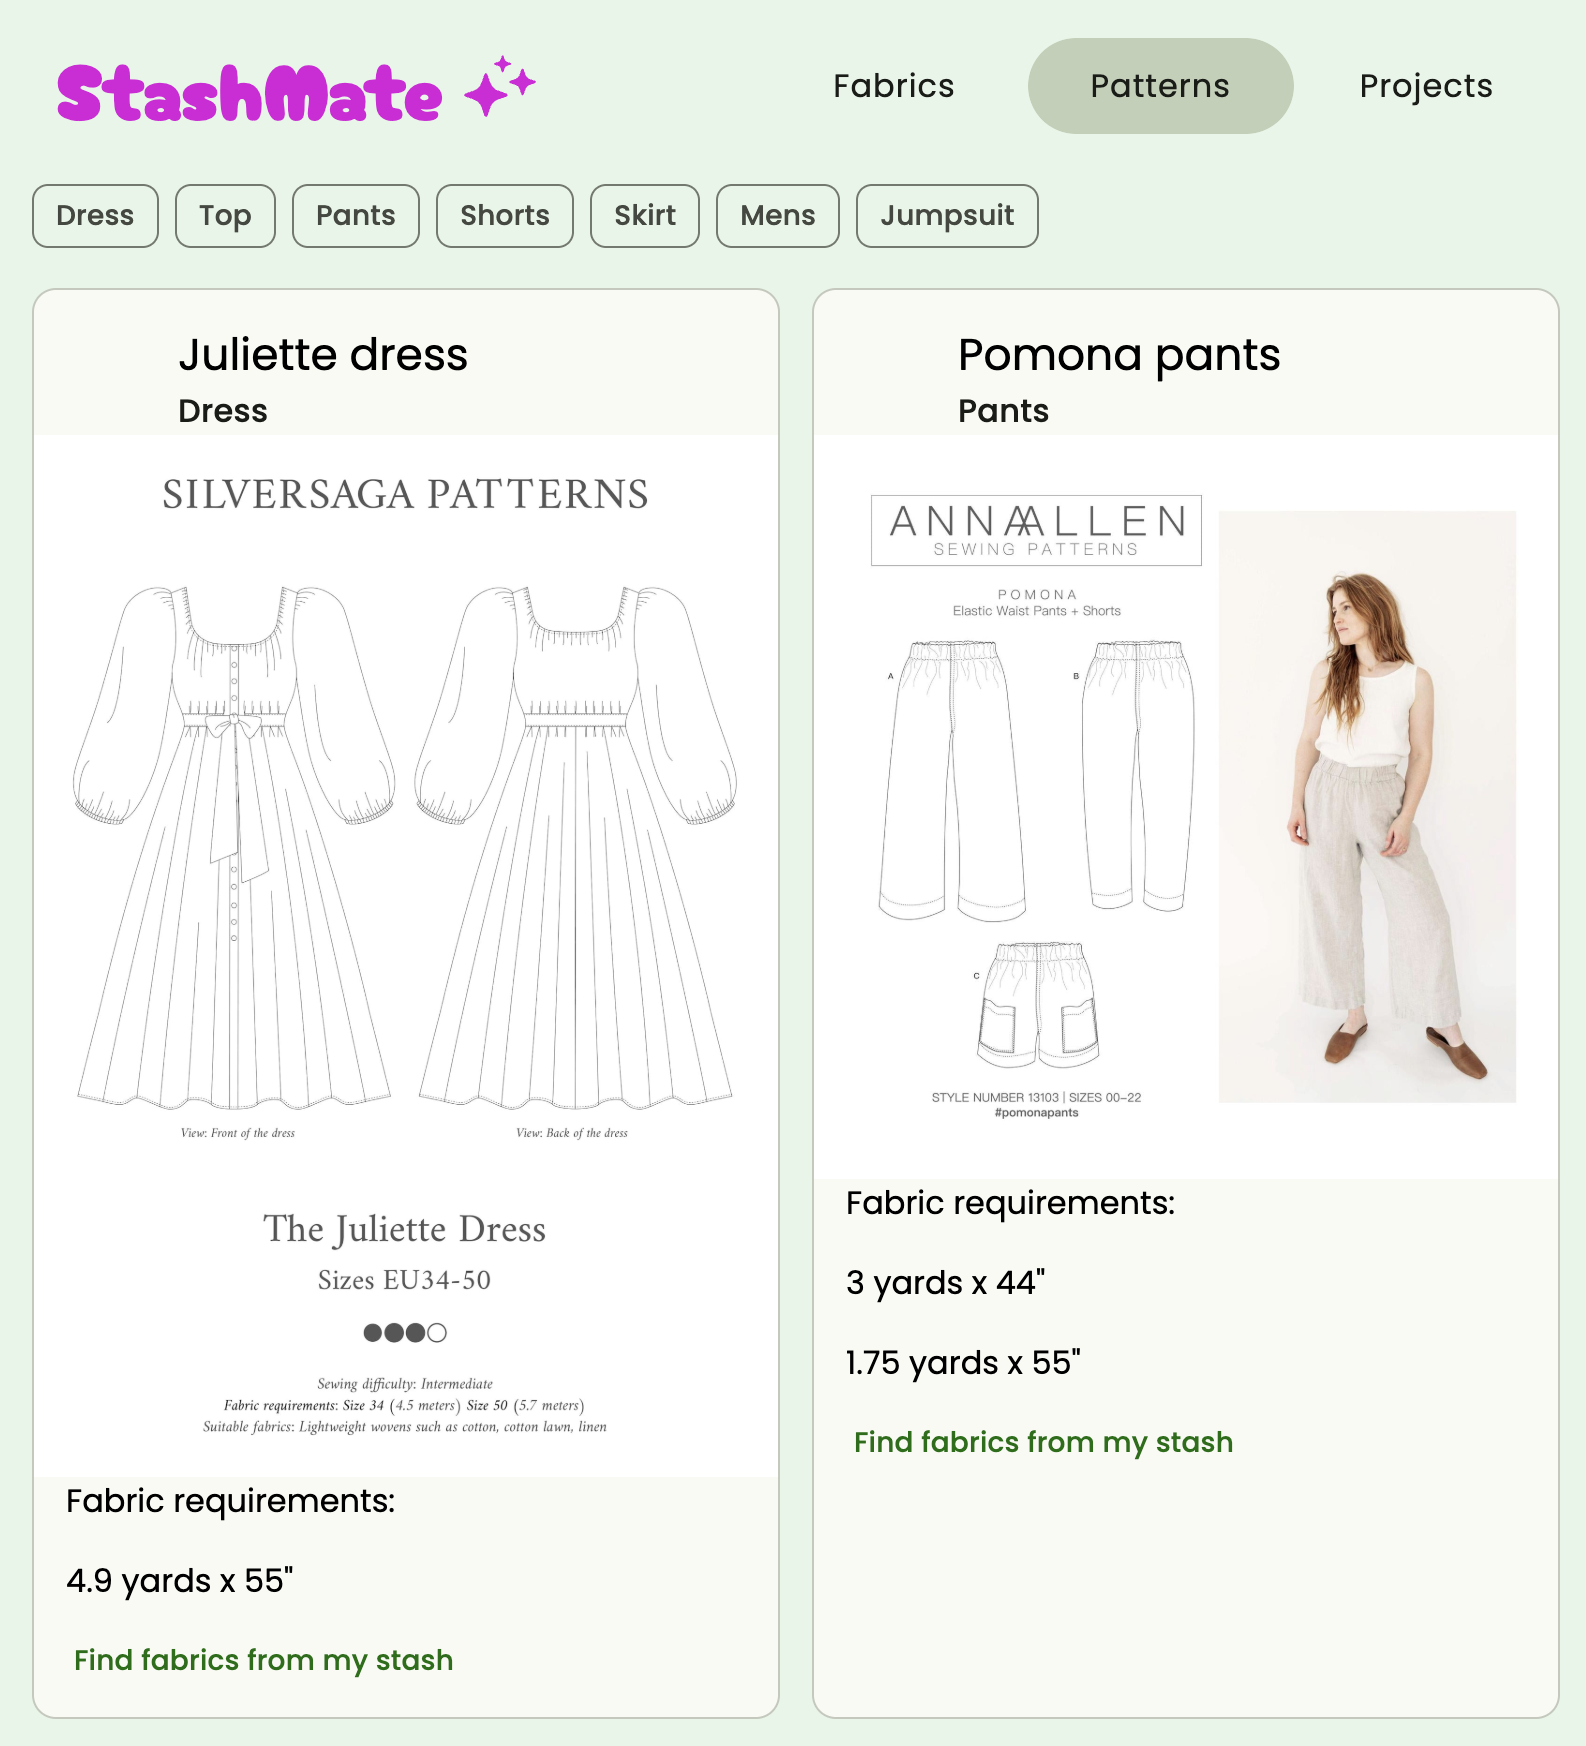 StashMate
Fabrics
Patterns
Projects
Dress
Top
Pants
Shorts
Skirt
Mens
Jumpsuit
Juliette dress
Dress
SILVERSAGA PATTERNS
View: Front of the dress
View: Back of the dress
The Juliette Dress
Sizes EU34-50
Sewing difficulty: Intermediate
Fabric requirements: Size 34 (4.5 meters) Size 50 (5.7 meters)
Suitable fabrics: Lightweight wovens such as cotton, cotton lawn, linen
Fabric requirements:
4.9 yards x 55"
Find fabrics from my stash
Pomona pants
Pants
ANNA ALLEN
SEWING PATTERNS
POMONA
Elastic Waist Pants + Shorts
A
B
C
STYLE NUMBER 13103 | SIZES 00–22
#pomonapants
Fabric requirements:
3 yards x 44"
1.75 yards x 55"
Find fabrics from my stash